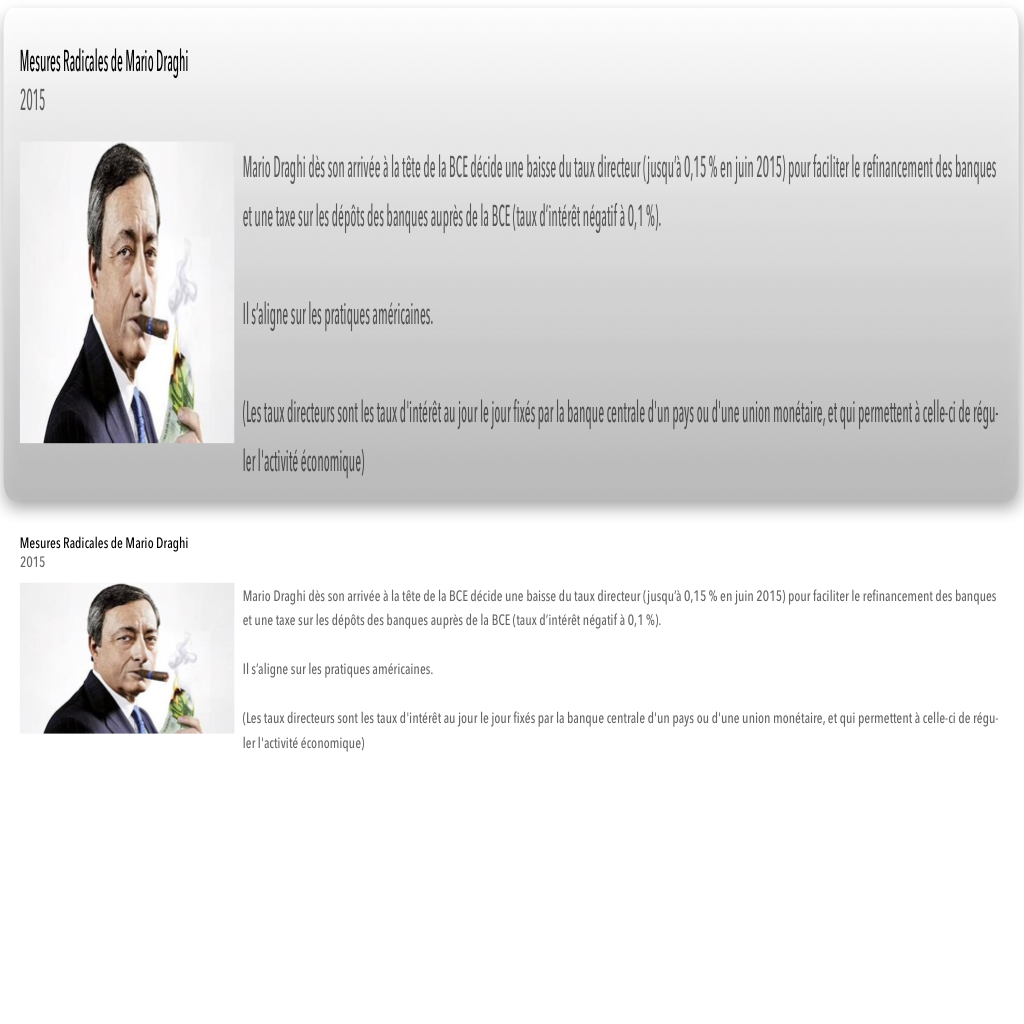 Mesures Radicales de Mario Draghi
2015
Mario Draghi dès son arrivée à la tête de la BCE décide une baisse du taux directeur (jusqu’à 0,15 % en juin 2015) pour faciliter le refinancement des banques
et une taxe sur les dépôts des banques auprès de la BCE (taux d’intérêt négatif à 0,1 %).
Il s’aligne sur les pratiques américaines.
(Les taux directeurs sont les taux d'intérêt au jour le jour fixés par la banque centrale d'un pays ou d'une union monétaire, et qui permettent à celle-ci de régu-
ler l'activité économique)
Mesures Radicales de Mario Draghi
2015
Mario Draghi dès son arrivée à la tête de la BCE décide une baisse du taux directeur (jusqu’à 0,15 % en juin 2015) pour faciliter le refinancement des banques
et une taxe sur les dépôts des banques auprès de la BCE (taux d’intérêt négatif à 0,1 %).
Il s’aligne sur les pratiques américaines.
(Les taux directeurs sont les taux d'intérêt au jour le jour fixés par la banque centrale d'un pays ou d'une union monétaire, et qui permettent à celle-ci de régu-
ler l'activité économique)